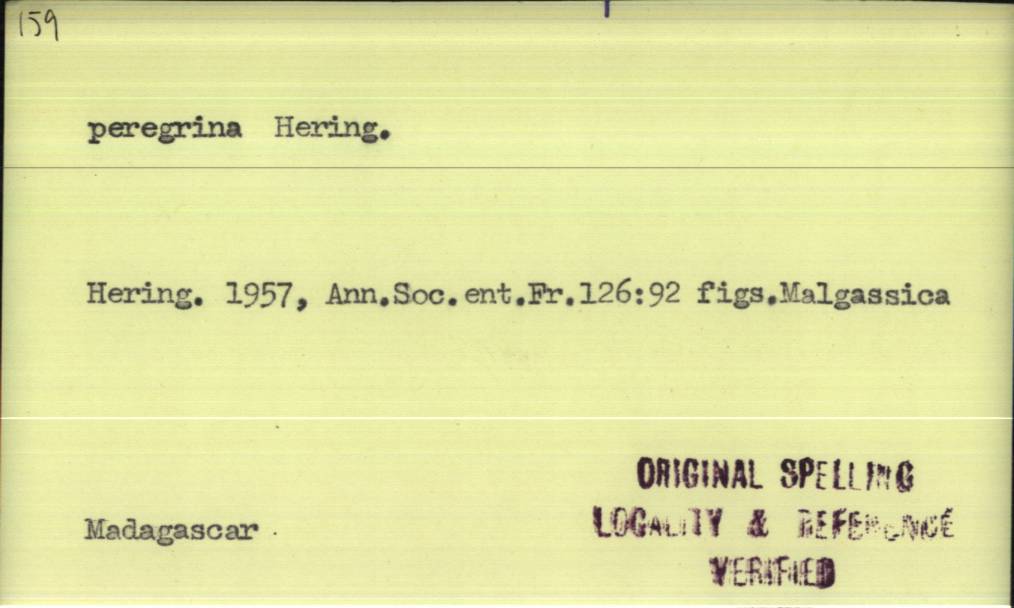 159
peregrina Hering.
Hering. 1957, Ann.Soc.ent.Fr.126:92 figs.Malgassica
Madagascar
ORIGINAL SPELLING
LOCALITY & REFERENCE
VERIFIED